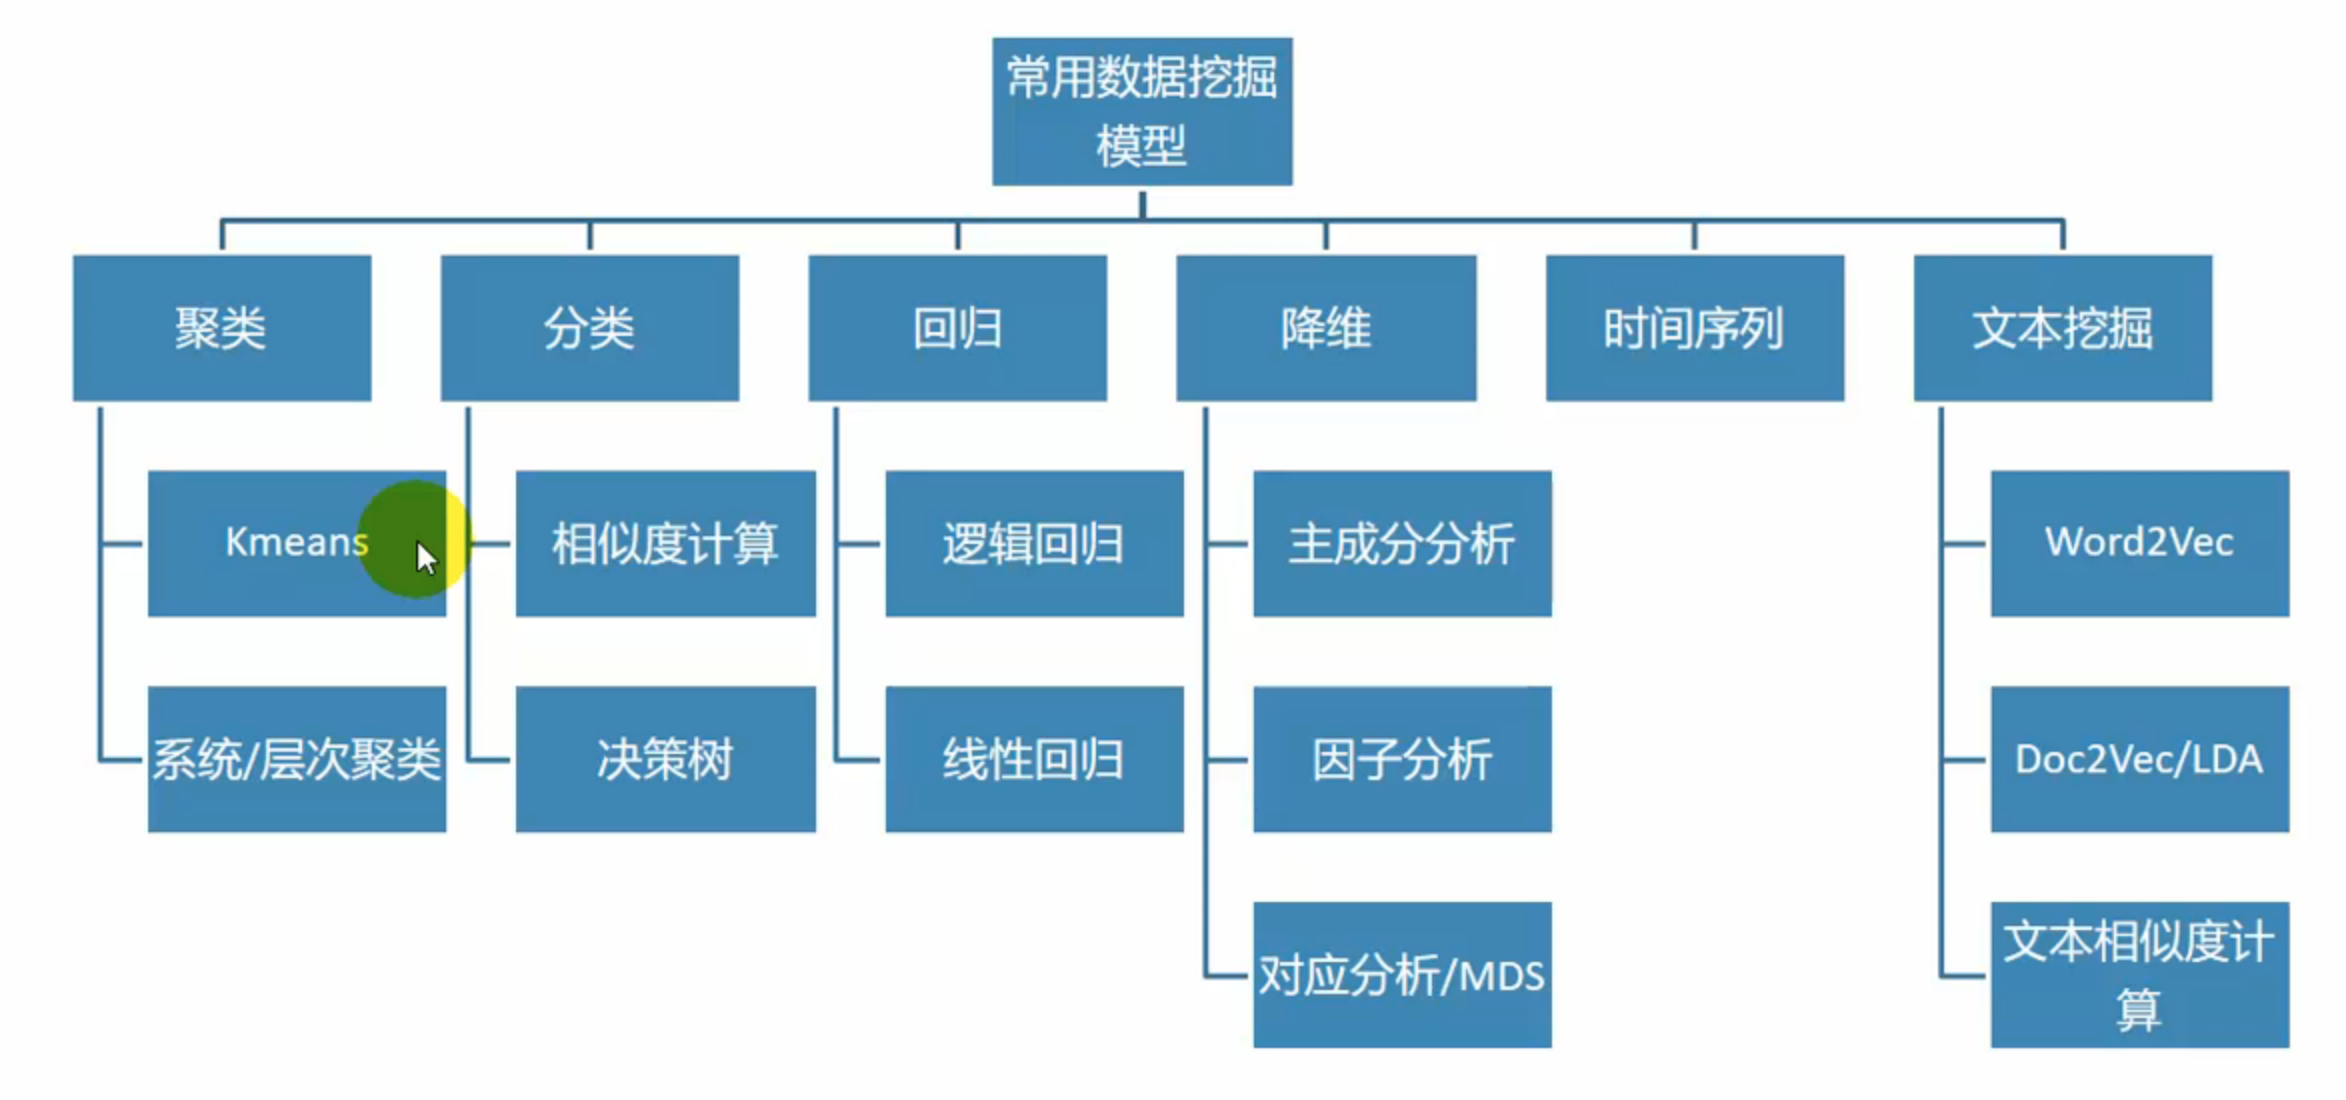 常用数据挖掘
模型
聚类
分类
回归
降维
时间序列
文本挖掘
Kmeans
相似度计算
逻辑回归
主成分分析
Word2Vec
系统/层次聚类
决策树
线性回归
因子分析
Doc2Vec/LDA
对应分析/MDS
文本相似度计
算